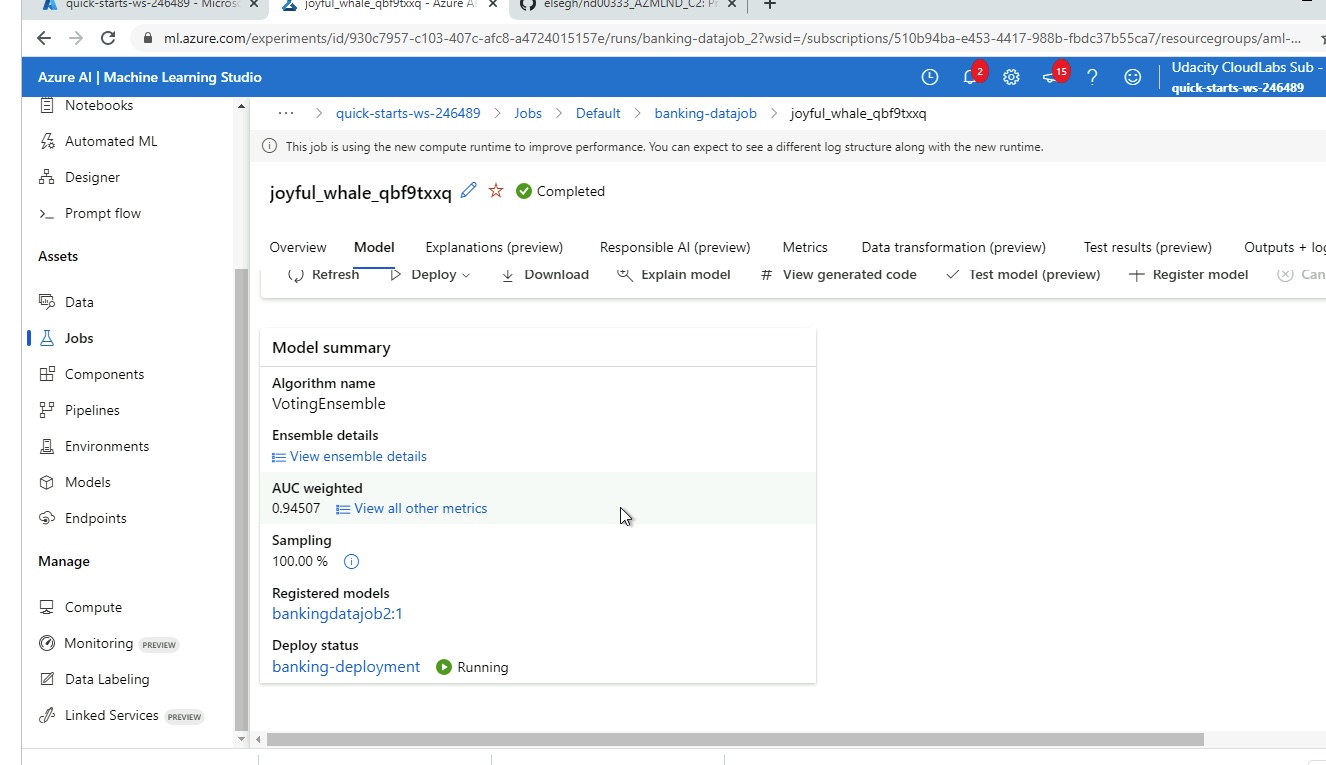 quick-starts-ws-246489 - Micros
joyful_whale_qbf9txxq - Azure AI
elsegh/nd00333_AZMLND_C2: Pr
ml.azure.com/experiments/id/930c7957-c103-407c-afc8-a4724015157e/runs/banking-datajob_2?wsid=/subscriptions/510b94ba-e453-4417-988b-fbdc37b55ca7/resourcegroups/aml-...
Azure AI | Machine Learning Studio
2
15
Udacity CloudLabs Sub -
quick-starts-ws-246489
Notebooks
Automated ML
Designer
Prompt flow
Assets
Data
Jobs
Components
Pipelines
Environments
Models
Endpoints
Manage
Compute
Monitoring PREVIEW
Data Labeling
Linked Services PREVIEW
... > quick-starts-ws-246489 > Jobs > Default > banking-datajob > joyful_whale_qbf9txxq
This job is using the new compute runtime to improve performance. You can expect to see a different log structure along with the new runtime.
joyful_whale_qbf9txxq Completed
Overview Model Explanations (preview) Responsible AI (preview) Metrics Data transformation (preview) Test results (preview) Outputs + log
Refresh Deploy Download Explain model # View generated code Test model (preview) Register model Can
Model summary
Algorithm name
VotingEnsemble
Ensemble details
View ensemble details
AUC weighted
0.94507 View all other metrics
Sampling
100.00 %
Registered models
bankingdatajob2:1
Deploy status
banking-deployment Running